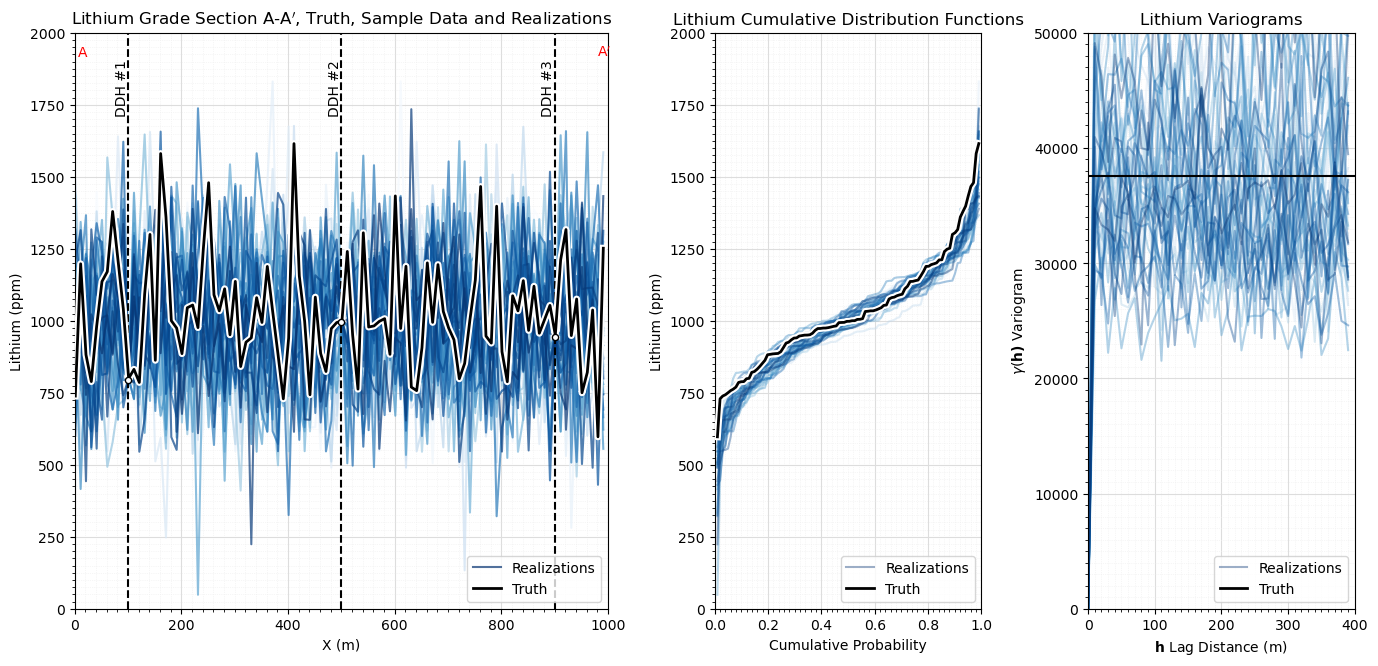 Lithium Grade Section A-A′, Truth, Sample Data and Realizations
Lithium (ppm)
2000
1750
1500
1250
1000
750
500
250
0
A
DDH #1
DDH #2
DDH #3
A
Realizations
Truth
0
200
400
600
800
1000
X (m)
Lithium Cumulative Distribution Functions
Lithium (ppm)
2000
1750
1500
1250
1000
750
500
250
0
Realizations
Truth
0.0
0.2
0.4
0.6
0.8
1.0
Cumulative Probability
Lithium Variograms
γ(h) Variogram
50000
40000
30000
20000
10000
0
Realizations
Truth
0
100
200
300
400
h Lag Distance (m)